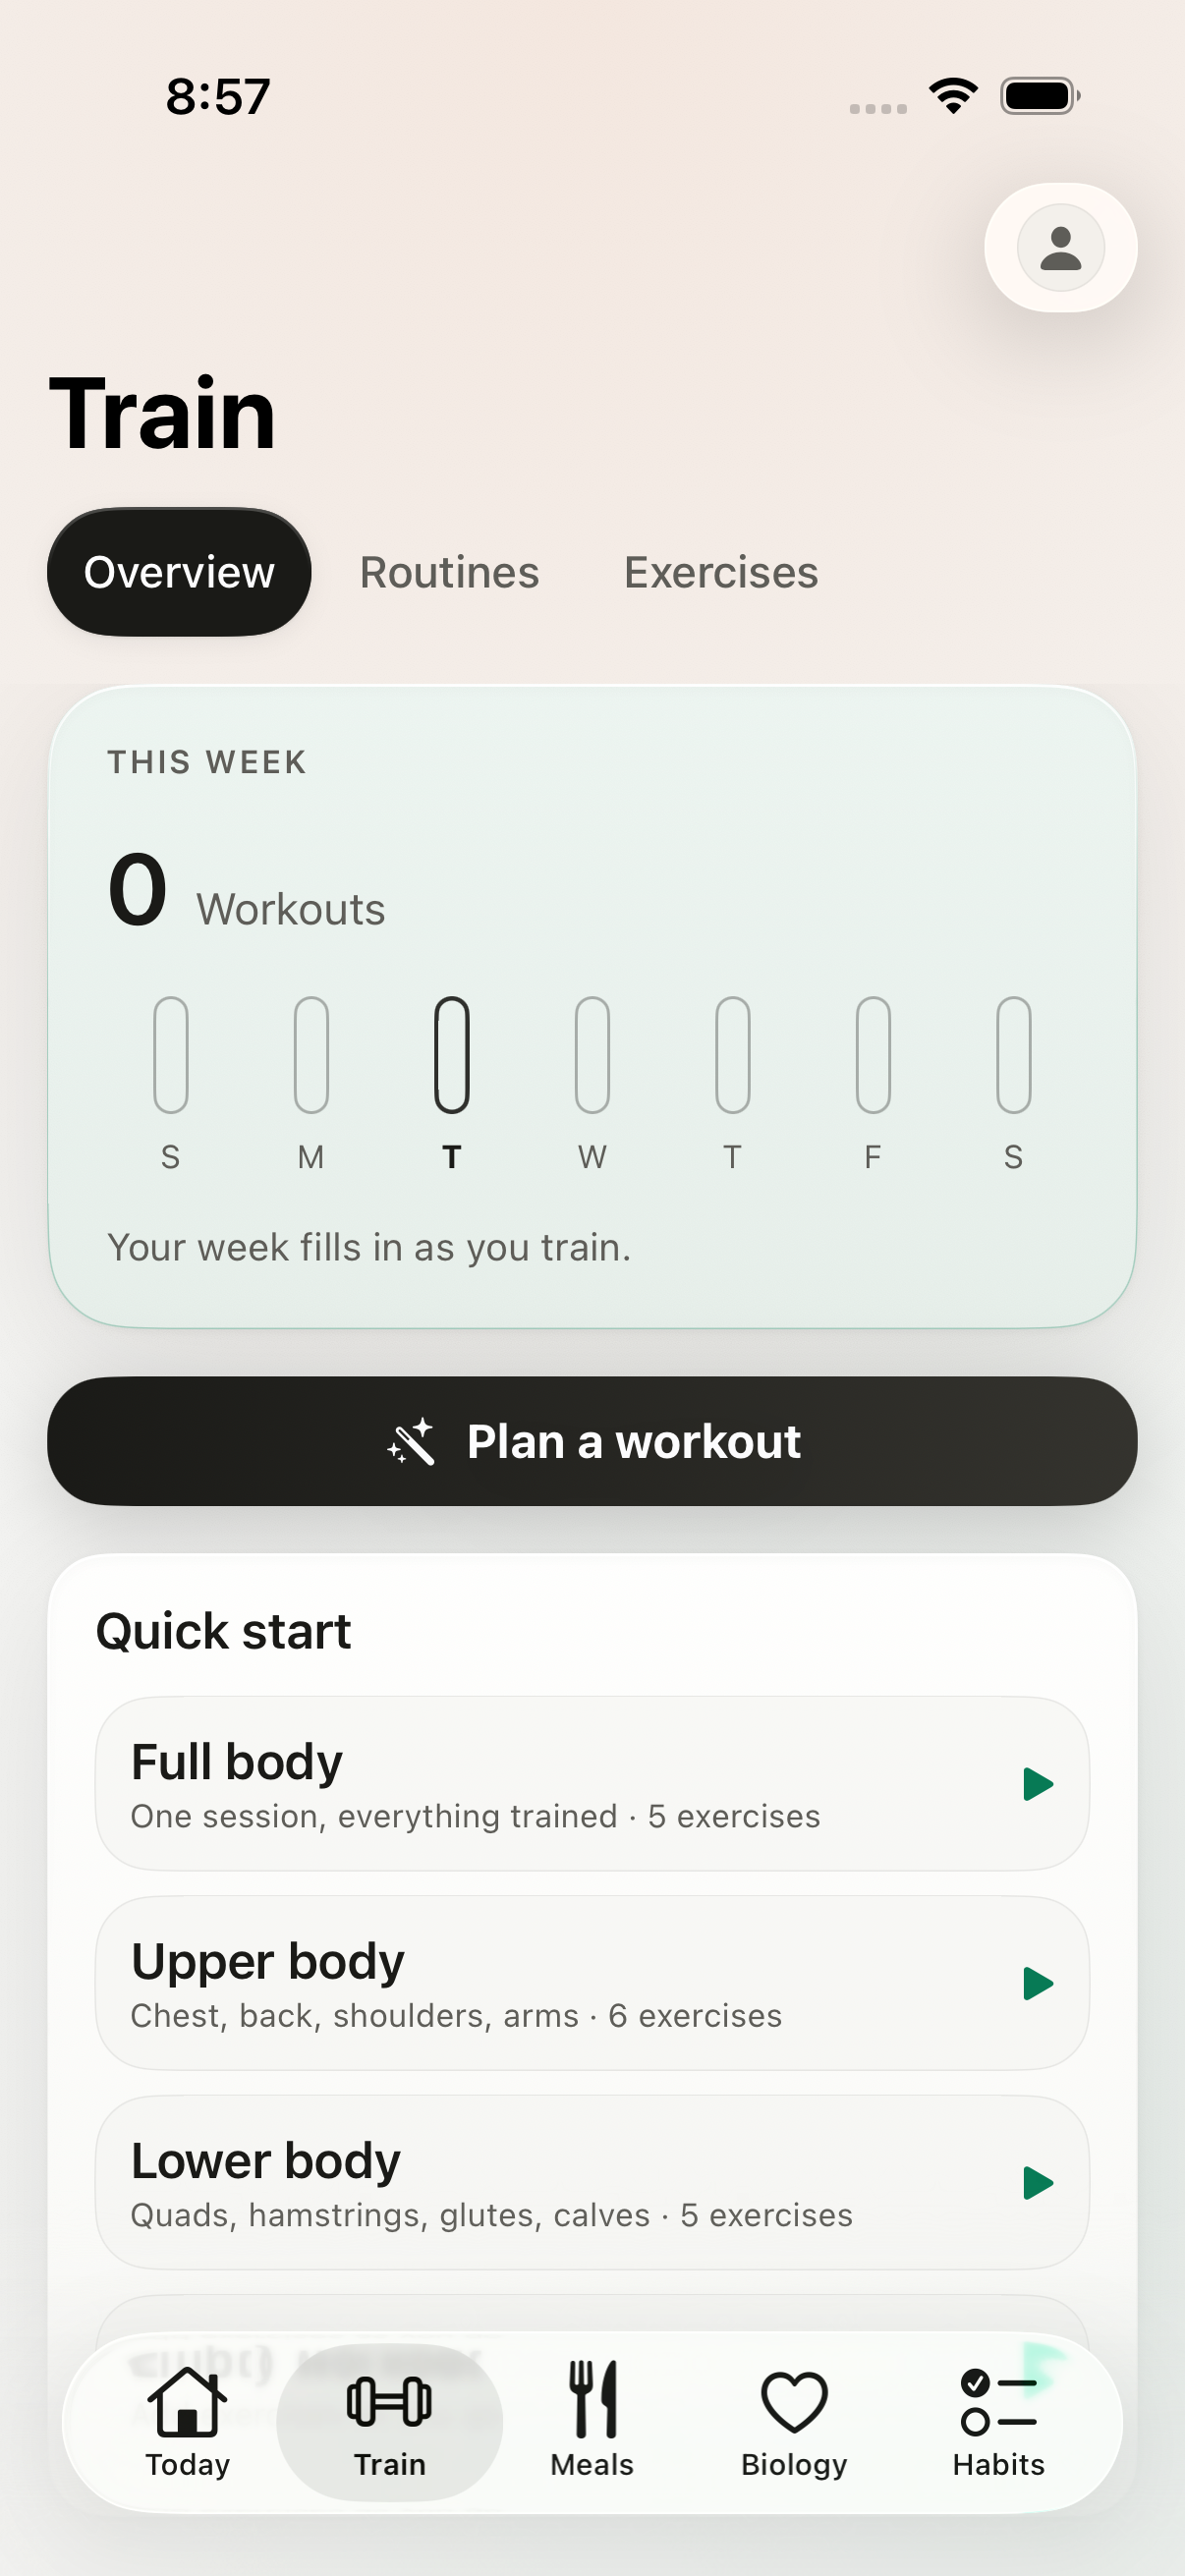 8:57
Train
Overview Routines Exercises
THIS WEEK
0 Workouts
S M T W T F S
Your week fills in as you train.
Plan a workout
Quick start
Full body
One session, everything trained · 5 exercises
Upper body
Chest, back, shoulders, arms · 6 exercises
Lower body
Quads, hamstrings, glutes, calves · 5 exercises
Today Train Meals Biology Habits